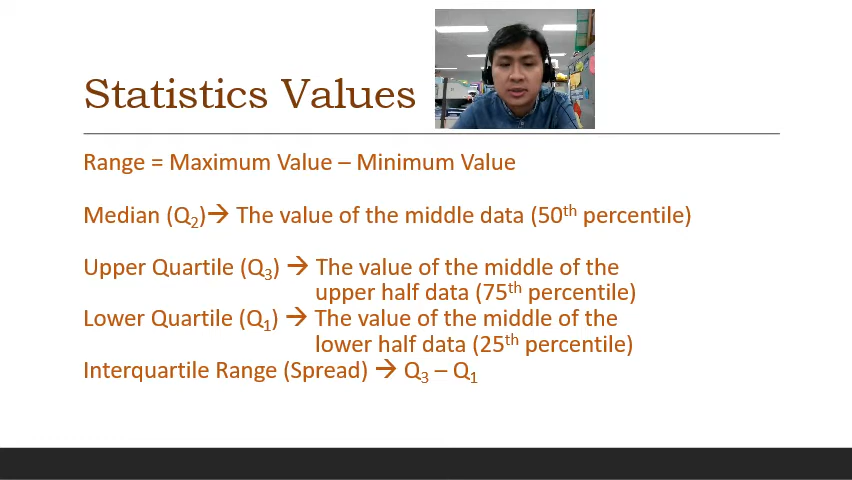 Statistics Values
Range = Maximum Value – Minimum Value
Median (Q₂)→ The value of the middle data (50ᵗʰ percentile)
Upper Quartile (Q₃) → The value of the middle of the
upper half data (75ᵗʰ percentile)
Lower Quartile (Q₁) → The value of the middle of the
lower half data (25ᵗʰ percentile)
Interquartile Range (Spread) → Q₃ – Q₁